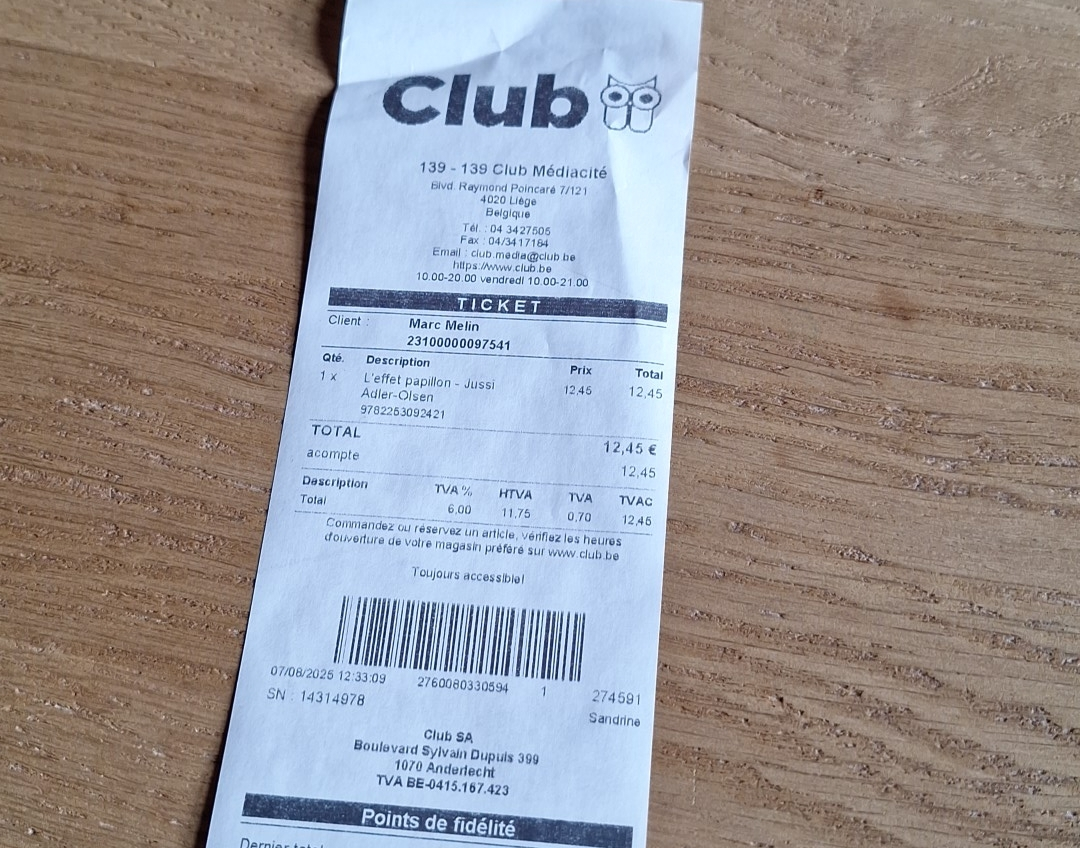 Club
139 - 139 Club Médiacité
Blvd. Raymond Poincaré 7/121
4020 Liège
Belgique
Tél. : 04 3427505
Fax : 04/3417184
Email : club.media@club.be
https://www.club.be
10.00-20.00 vendredi 10.00-21.00
TICKET
Client : Marc Melin
23100000097541
Qté. Description Prix Total
1 x L'effet papillon - Jussi 12,45 12,45
Adler-Olsen
9782253092421
TOTAL 12,45 €
acompte 12,45
Description TVA % HTVA TVA TVAC
Total 6,00 11,75 0,70 12,45
Commandez ou réservez un article, vérifiez les heures
d'ouverture de votre magasin préféré sur www.club.be
Toujours accessible!
07/08/2025 12:33:09 2760080330594 1 274591
SN : 14314978 Sandrine
Club SA
Boulevard Sylvain Dupuis 399
1070 Anderlecht
TVA BE-0415.167.423
Points de fidélité
Dernier total